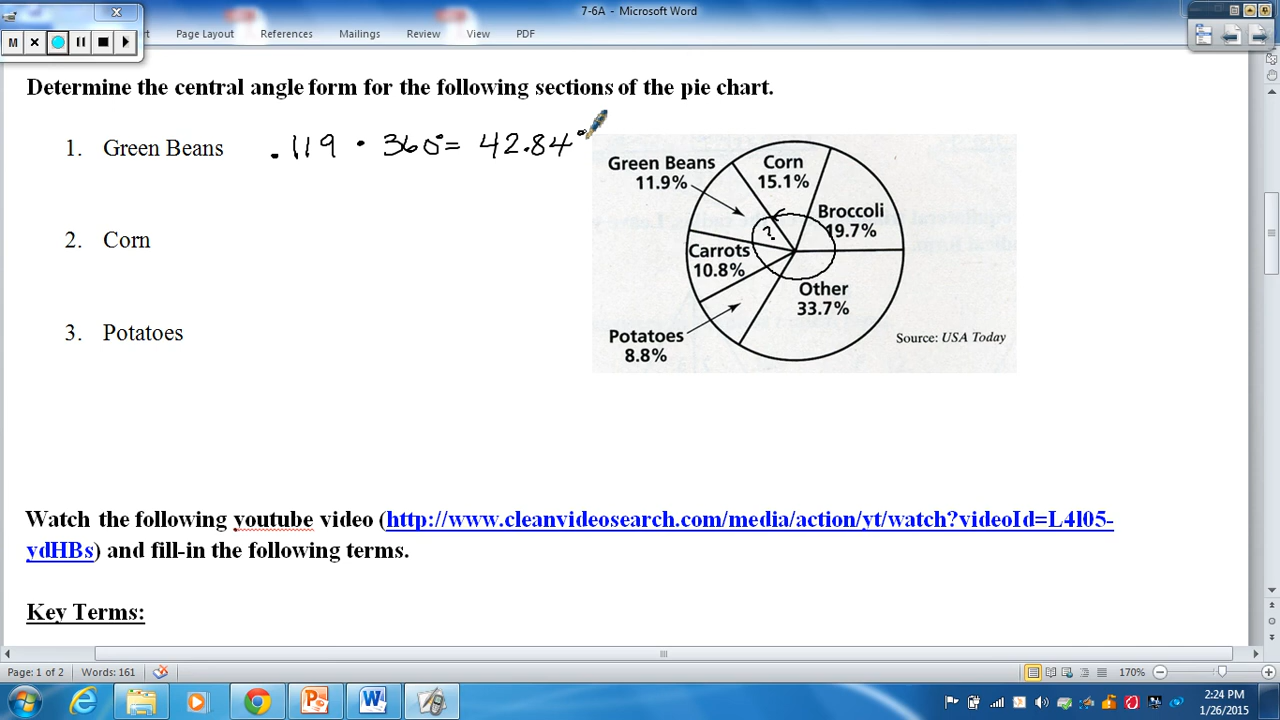 7-6A - Microsoft Word
Page Layout References Mailings Review View PDF
M
Determine the central angle form for the following sections of the pie chart.
1. Green Beans .119 · 360° = 42.84°
2. Corn
3. Potatoes
Green Beans
11.9%
Corn
15.1%
Broccoli
19.7%
?
Carrots
10.8%
Other
33.7%
Potatoes
8.8%
Source: USA Today
Watch the following youtube video (http://www.cleanvideosearch.com/media/action/yt/watch?videoId=L4l05-
ydHBs) and fill-in the following terms.
Key Terms:
Page: 1 of 2 Words: 161 170%
2:24 PM
1/26/2015